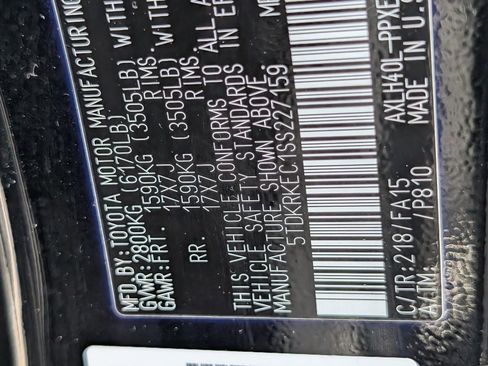 MFD.BY:TOYOTA MOTOR MANUFACTURING
GVWR:2800KG(6170LB)
GAWR:FRT. 1590KG (3505LB) WITH
17X7J RIMS.
RR. 1590KG (3505LB) WITH
17X7J RIMS.
THIS VEHICLE CONFORMS TO ALL A
VEHICLE SAFETY STANDARDS IN EF
MANUFACTURE SHOWN ABOVE.
5TDKRKEC1SS227159
C/TR:218/FA15 AXLH40L-PPXE
A/TM: /P810 MADE IN U.S